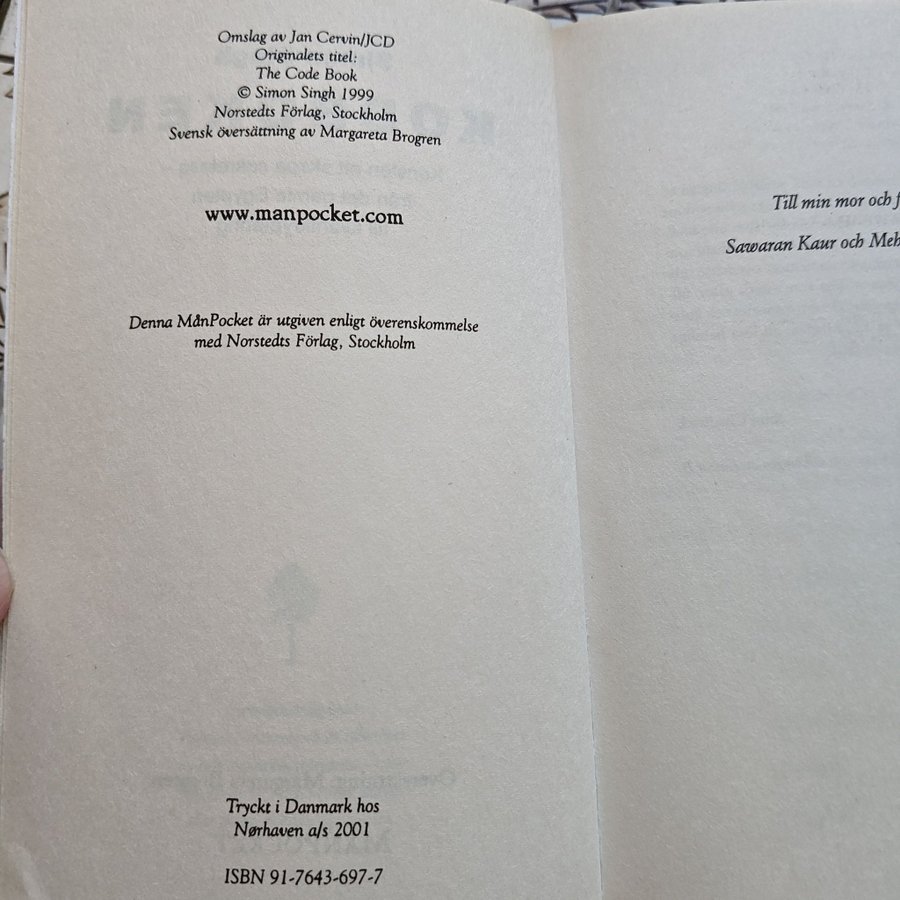 Omslag av Jan Cervin/JCD
Originalets titel:
The Code Book
© Simon Singh 1999
Norstedts Förlag, Stockholm
Svensk översättning av Margareta Brogren
www.manpocket.com
Denna MånPocket är utgiven enligt överenskommelse
med Norstedts Förlag, Stockholm
Tryckt i Danmark hos
Nørhaven a/s 2001
ISBN 91-7643-697-7
Till min mor och
Sawaran Kaur och